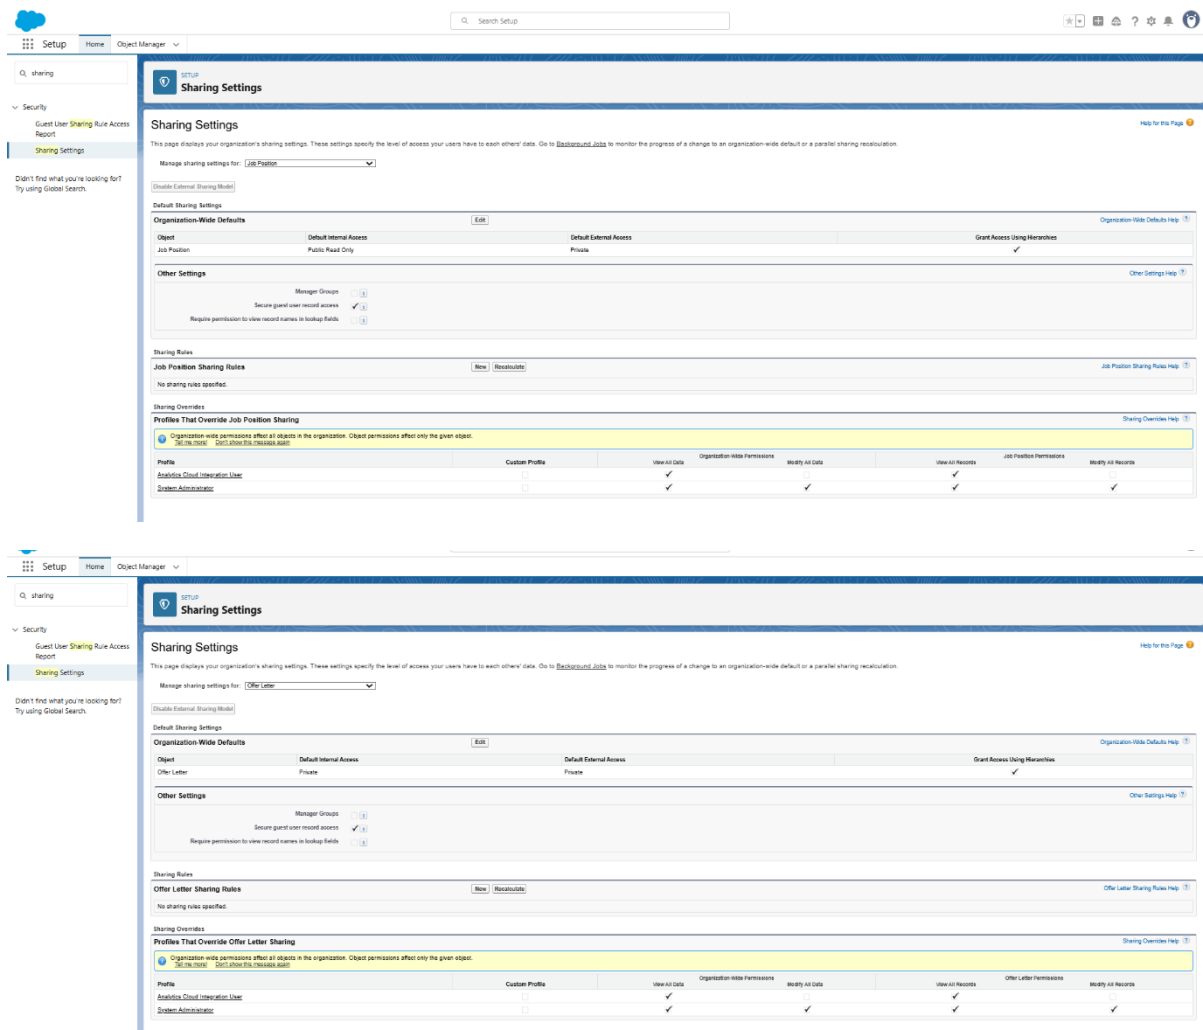 Search Setup
Setup Home Object Manager
sharing
SETUP
Sharing Settings
Security
Guest User Sharing Rule Access Report
Sharing Settings
Didn't find what you're looking for?
Try using Global Search.
Sharing Settings
Help for this Page
This page displays your organization's sharing settings. These settings specify the level of access your users have to each others' data. Go to Background Jobs to monitor the progress of a change to an organization-wide default or a parallel sharing recalculation.
Manage sharing settings for: Job Position
Disable External Sharing Model
Default Sharing Settings
Organization-Wide Defaults Edit Organization-Wide Defaults Help ?
Object Default Internal Access Default External Access Grant Access Using Hierarchies
Job Position Public Read Only Private ✓
Other Settings Other Settings Help ?
Manager Groups i
Secure guest user record access ✓ i
Require permission to view record names in lookup fields i
Sharing Rules
Job Position Sharing Rules New Recalculate Job Position Sharing Rules Help ?
No sharing rules specified.
Sharing Overrides
Profiles That Override Job Position Sharing Sharing Overrides Help ?
Organization-wide permissions affect all objects in the organization. Object permissions affect only the given object.
Tell me more! Don't show this message again
Organization-Wide Permissions Job Position Permissions
Profile Custom Profile View All Data Modify All Data View All Records Modify All Records
Analytics Cloud Integration User ✓ ✓
System Administrator ✓ ✓ ✓ ✓
Setup Home Object Manager
sharing
SETUP
Sharing Settings
Security
Guest User Sharing Rule Access Report
Sharing Settings
Didn't find what you're looking for?
Try using Global Search.
Sharing Settings
Help for this Page
This page displays your organization's sharing settings. These settings specify the level of access your users have to each others' data. Go to Background Jobs to monitor the progress of a change to an organization-wide default or a parallel sharing recalculation.
Manage sharing settings for: Offer Letter
Disable External Sharing Model
Default Sharing Settings
Organization-Wide Defaults Edit Organization-Wide Defaults Help ?
Object Default Internal Access Default External Access Grant Access Using Hierarchies
Offer Letter Private Private ✓
Other Settings Other Settings Help ?
Manager Groups i
Secure guest user record access ✓ i
Require permission to view record names in lookup fields i
Sharing Rules
Offer Letter Sharing Rules New Recalculate Offer Letter Sharing Rules Help ?
No sharing rules specified.
Sharing Overrides
Profiles That Override Offer Letter Sharing Sharing Overrides Help ?
Organization-wide permissions affect all objects in the organization. Object permissions affect only the given object.
Tell me more! Don't show this message again
Organization-Wide Permissions Offer Letter Permissions
Profile Custom Profile View All Data Modify All Data View All Records Modify All Records
Analytics Cloud Integration User ✓ ✓
System Administrator ✓ ✓ ✓ ✓